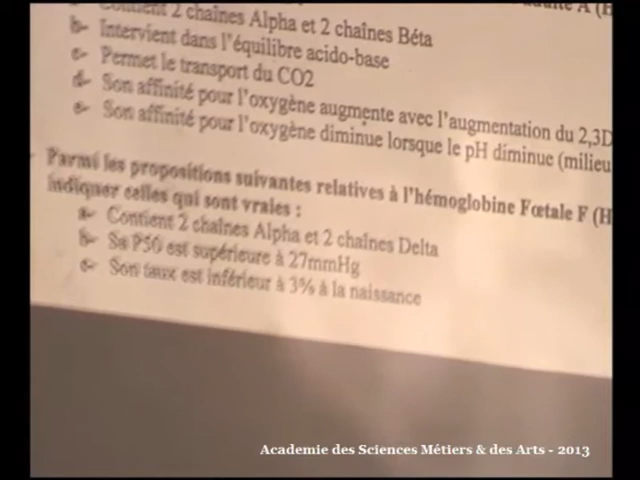 adulte A (H
Contient 2 chaînes Alpha et 2 chaînes Béta
b- Intervient dans l'équilibre acido-base
c- Permet le transport du CO2
d- Son affinité pour l'oxygène augmente avec l'augmentation du 2,3D
e- Son affinité pour l'oxygène diminue lorsque le pH diminue (milieu
Parmi les propositions suivantes relatives à l'hémoglobine Fœtale F (H
indiquer celles qui sont vraies :
a- Contient 2 chaînes Alpha et 2 chaînes Delta
b- Sa P50 est supérieure à 27mmHg
c- Son taux est inférieur à 3% à la naissance
Academie des Sciences Métiers & des Arts - 2013